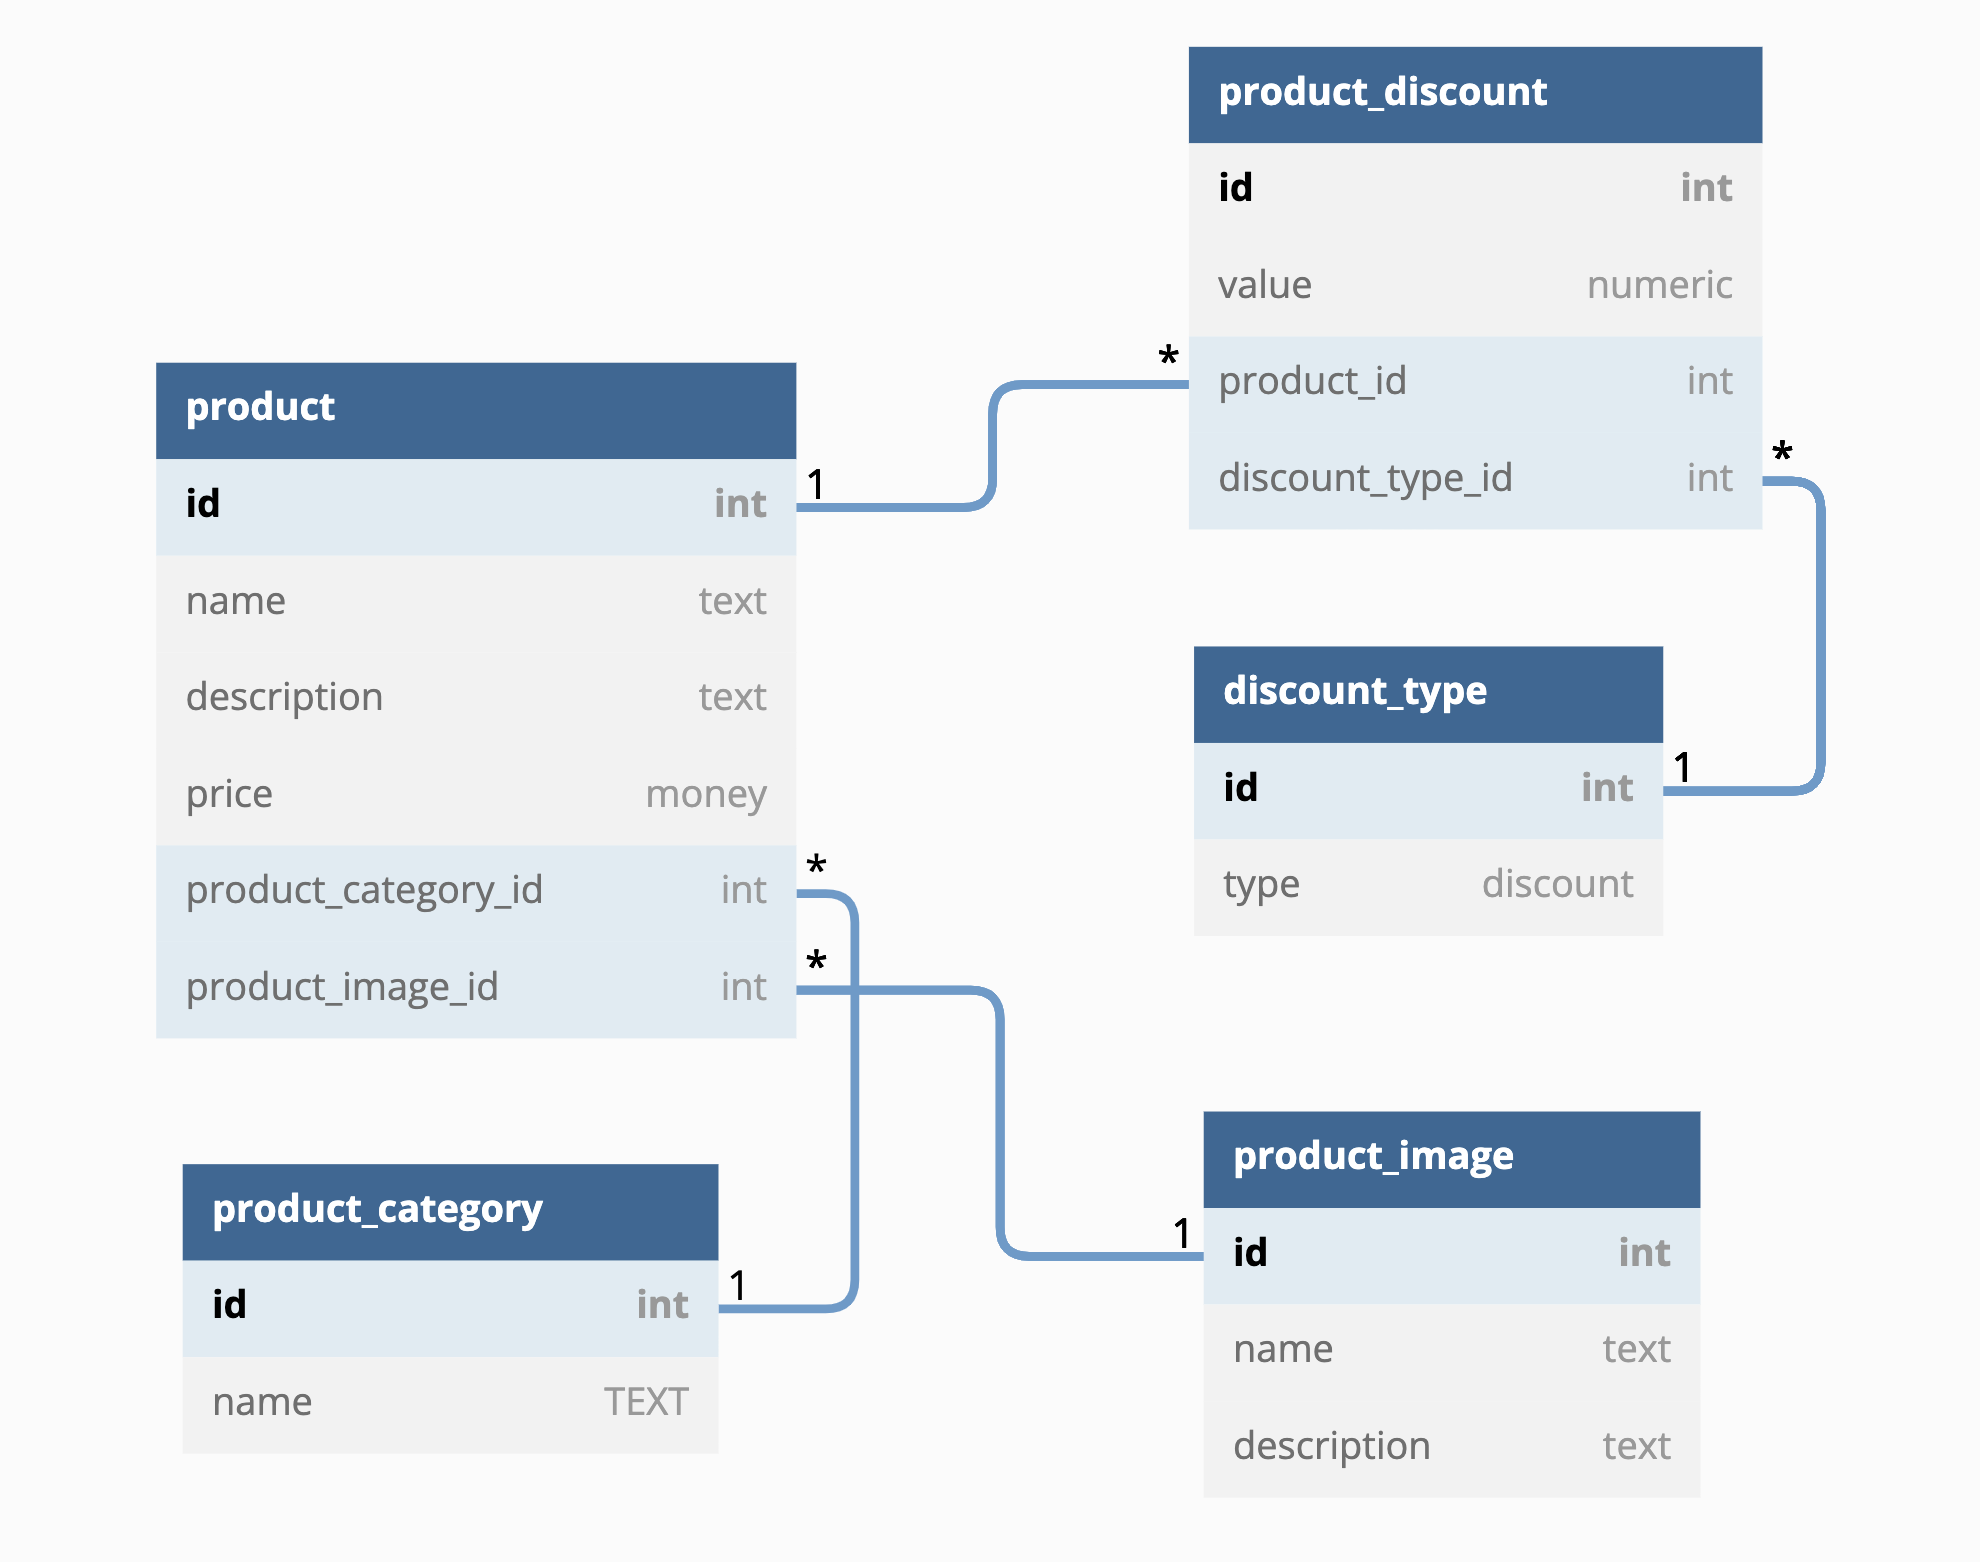 product_discount
id int
value numeric
* product_id int
discount_type_id int *
product
id int 1
name text
description text
price money
product_category_id int *
product_image_id int *
discount_type
id int 1
type discount
product_category
id int 1
name TEXT
product_image
1 id int
name text
description text